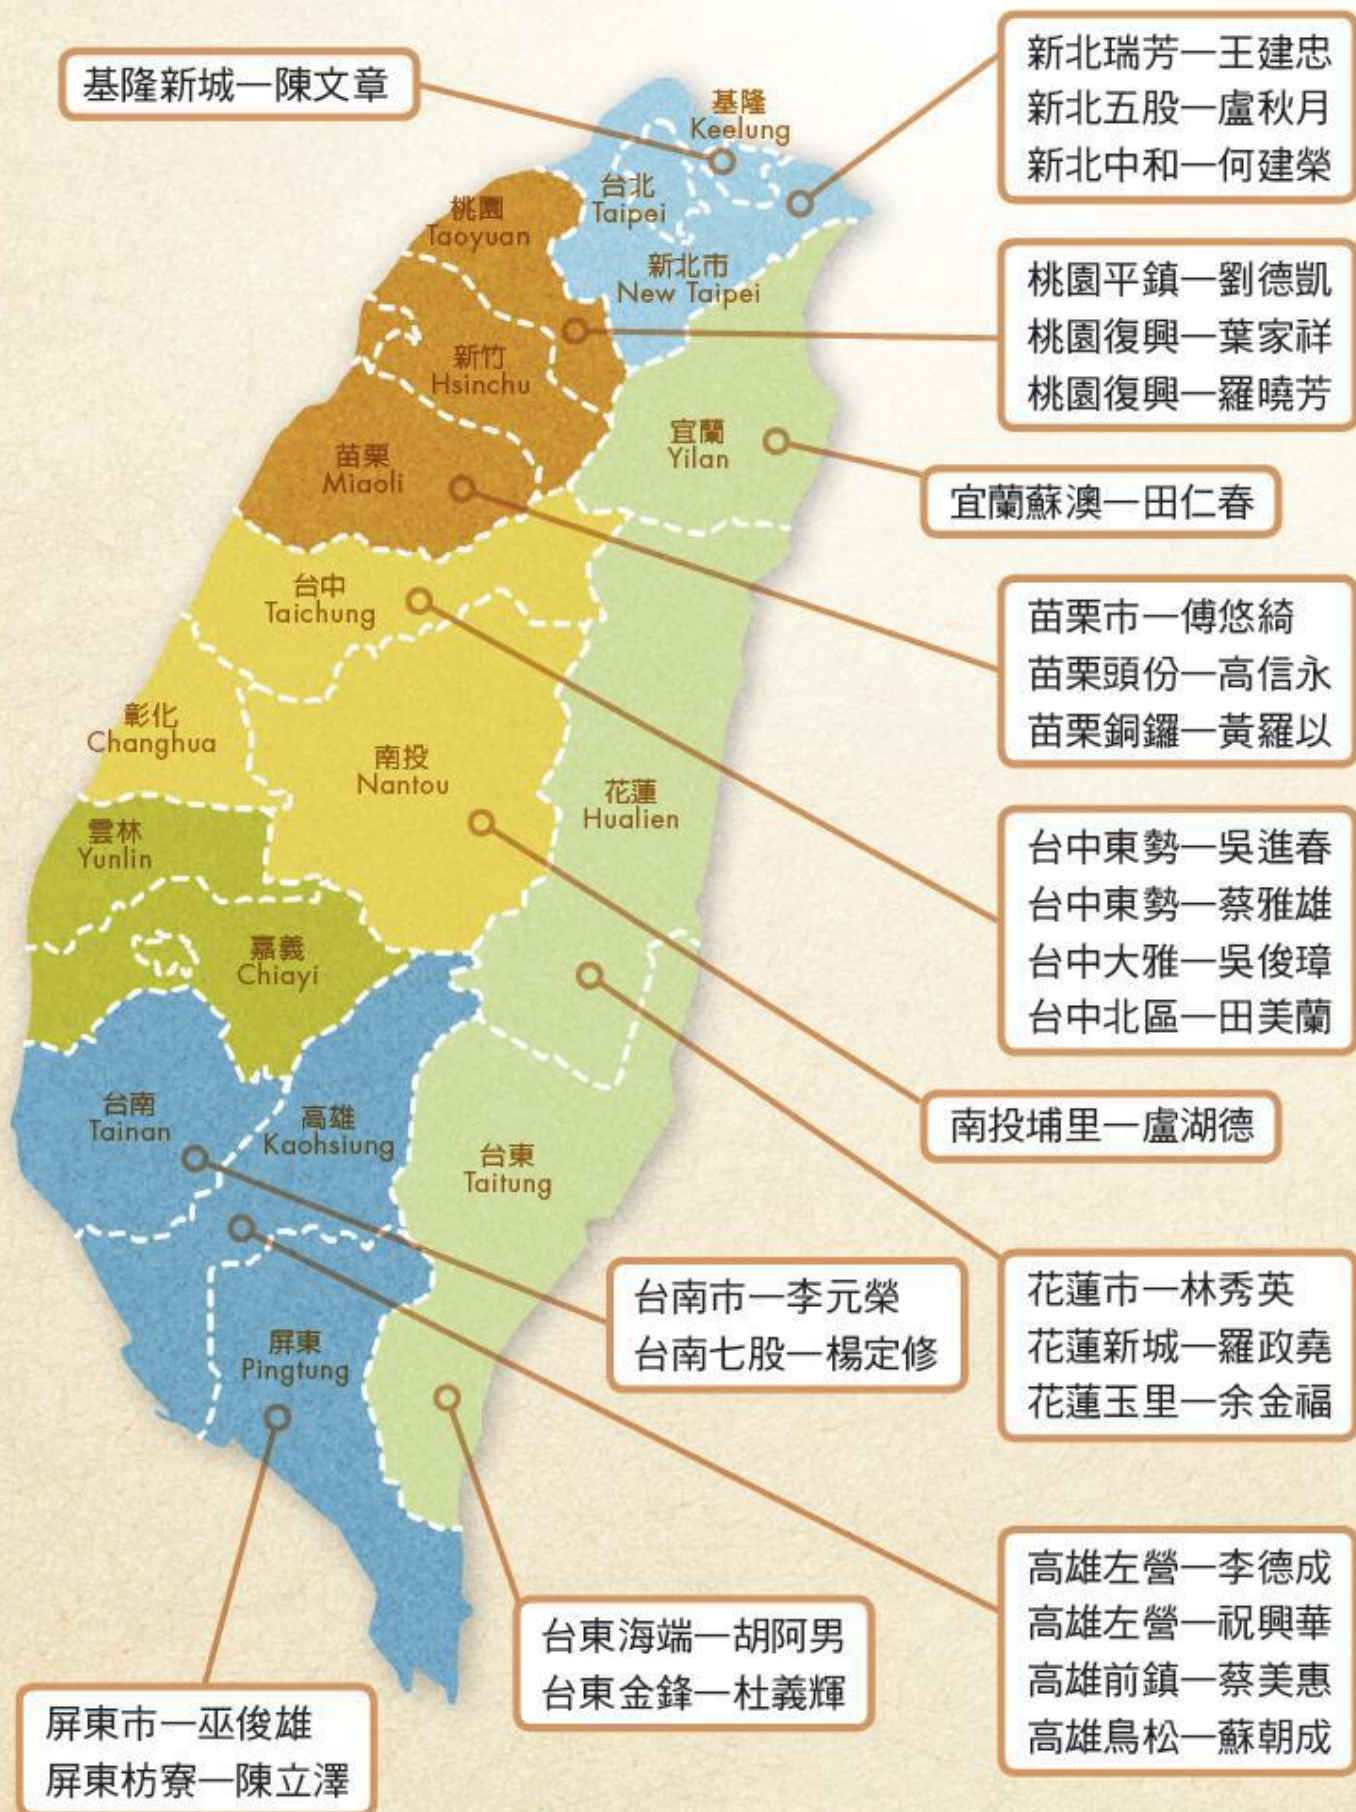 基隆新城—陳文章
新北瑞芳—王建忠
新北五股—盧秋月
新北中和—何建榮
基隆
Keelung
台北
Taipei
桃園
Taoyuan
新北市
New Taipei
桃園平鎮—劉德凱
桃園復興—葉家祥
桃園復興—羅曉芳
新竹
Hsinchu
宜蘭
Yilan
苗栗
Miaoli
宜蘭蘇澳—田仁春
台中
Taichung
苗栗市—傅悠綺
苗栗頭份—高信永
苗栗銅鑼—黃羅以
彰化
Changhua
南投
Nantou
花蓮
Hualien
雲林
Yunlin
台中東勢—吳進春
台中東勢—蔡雅雄
台中大雅—吳俊璋
台中北區—田美蘭
嘉義
Chiayi
台南
Tainan
高雄
Kaohsiung
南投埔里—盧湖德
台東
Taitung
台南市—李元榮
台南七股—楊定修
花蓮市—林秀英
花蓮新城—羅政堯
花蓮玉里—余金福
屏東
Pingtung
高雄左營—李德成
高雄左營—祝興華
高雄前鎮—蔡美惠
高雄鳥松—蘇朝成
台東海端—胡阿男
台東金鋒—杜義輝
屏東市—巫俊雄
屏東枋寮—陳立澤